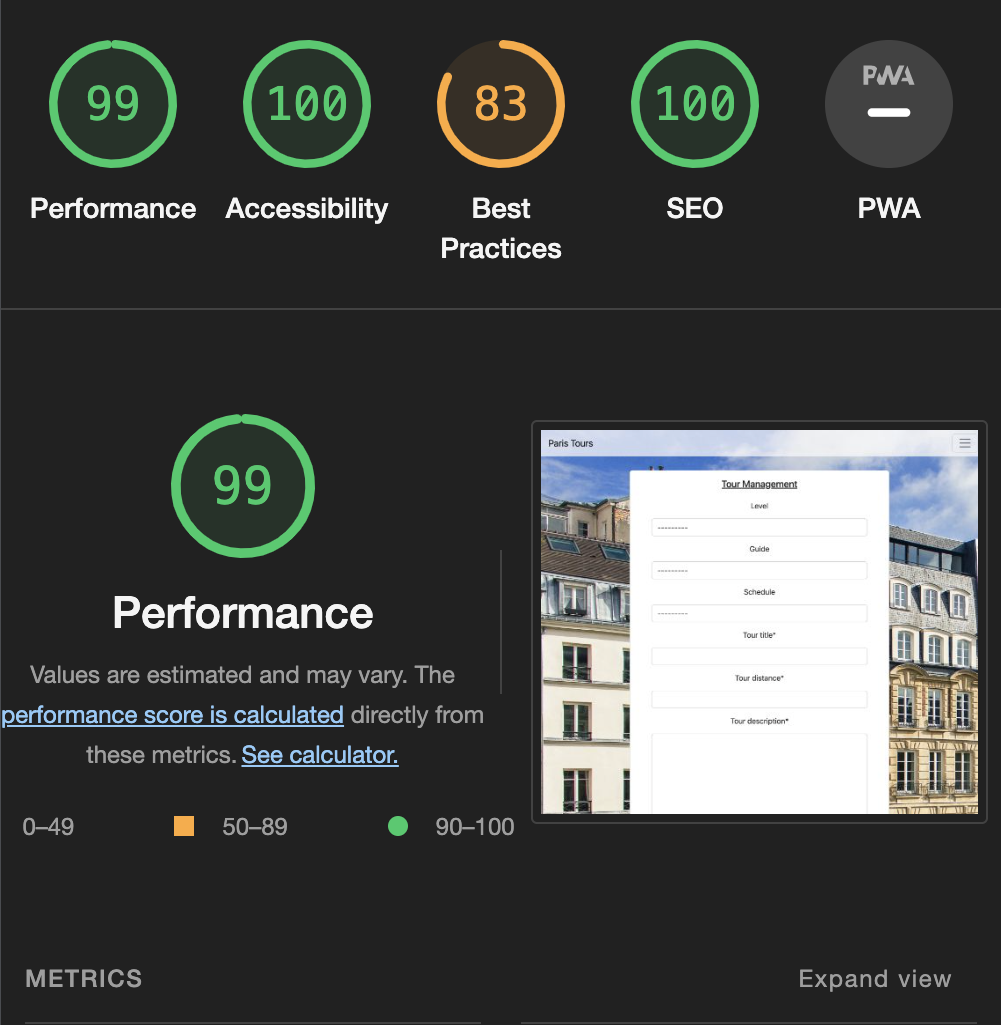 99
100
83
100
PWA
Performance
Accessibility
Best
Practices
SEO
PWA
99
Performance
Values are estimated and may vary. The
performance score is calculated directly from
these metrics. See calculator.
0–49
50–89
90–100
Paris Tours
Tour Management
Level
---------
Guide
---------
Schedule
---------
Tour title*
Tour distance*
Tour description*
METRICS
Expand view